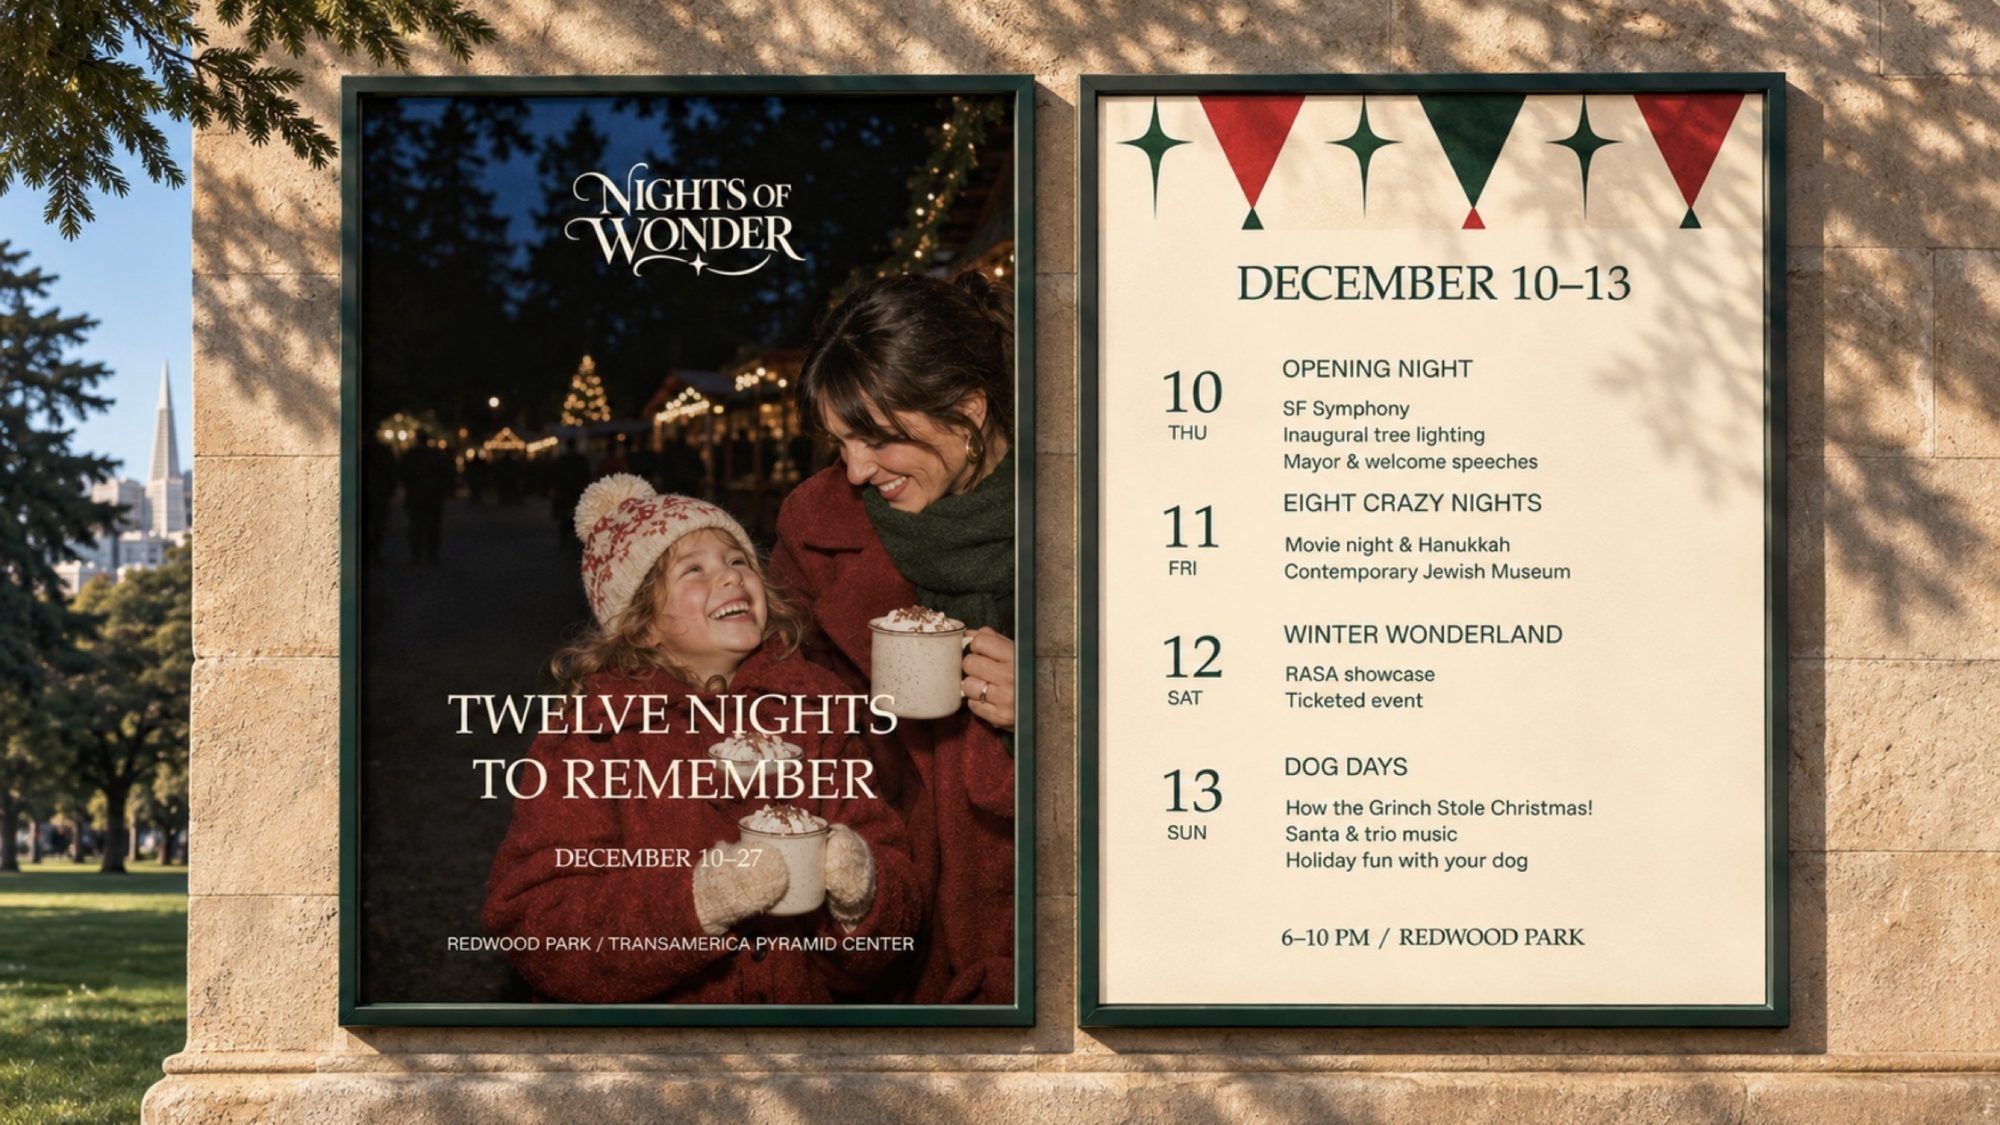 NIGHTS OF
WONDER
TWELVE NIGHTS
TO REMEMBER
DECEMBER 10–27
REDWOOD PARK / TRANSAMERICA PYRAMID CENTER
DECEMBER 10–13
10
THU
OPENING NIGHT
SF Symphony
Inaugural tree lighting
Mayor & welcome speeches
11
FRI
EIGHT CRAZY NIGHTS
Movie night & Hanukkah
Contemporary Jewish Museum
12
SAT
WINTER WONDERLAND
RASA showcase
Ticketed event
13
SUN
DOG DAYS
How the Grinch Stole Christmas!
Santa & trio music
Holiday fun with your dog
6–10 PM / REDWOOD PARK